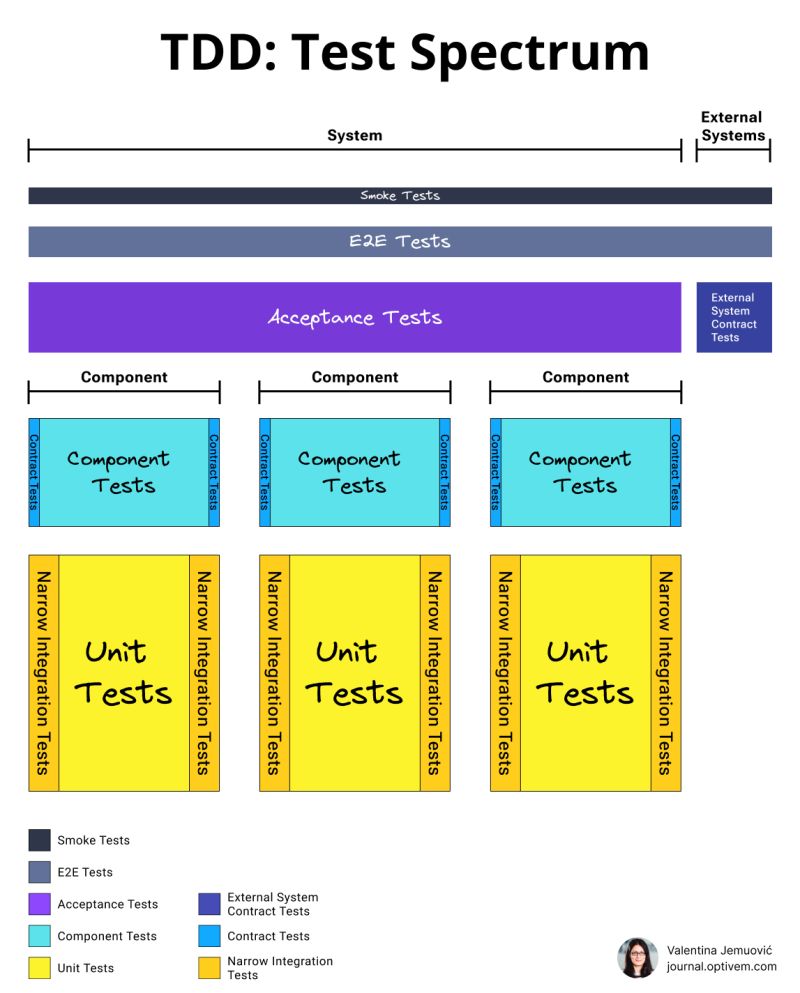 TDD: Test Spectrum
System
External
Systems
Smoke Tests
E2E Tests
Acceptance Tests
External
System
Contract
Tests
Component
Component
Component
Contract Tests
Component
Tests
Contract Tests
Contract Tests
Component
Tests
Contract Tests
Contract Tests
Component
Tests
Contract Tests
Narrow Integration Tests
Unit
Tests
Narrow Integration Tests
Narrow Integration Tests
Unit
Tests
Narrow Integration Tests
Narrow Integration Tests
Unit
Tests
Narrow Integration Tests
Smoke Tests
E2E Tests
Acceptance Tests
Component Tests
Unit Tests
External System
Contract Tests
Contract Tests
Narrow Integration
Tests
Valentina Jemuović
journal.optivem.com